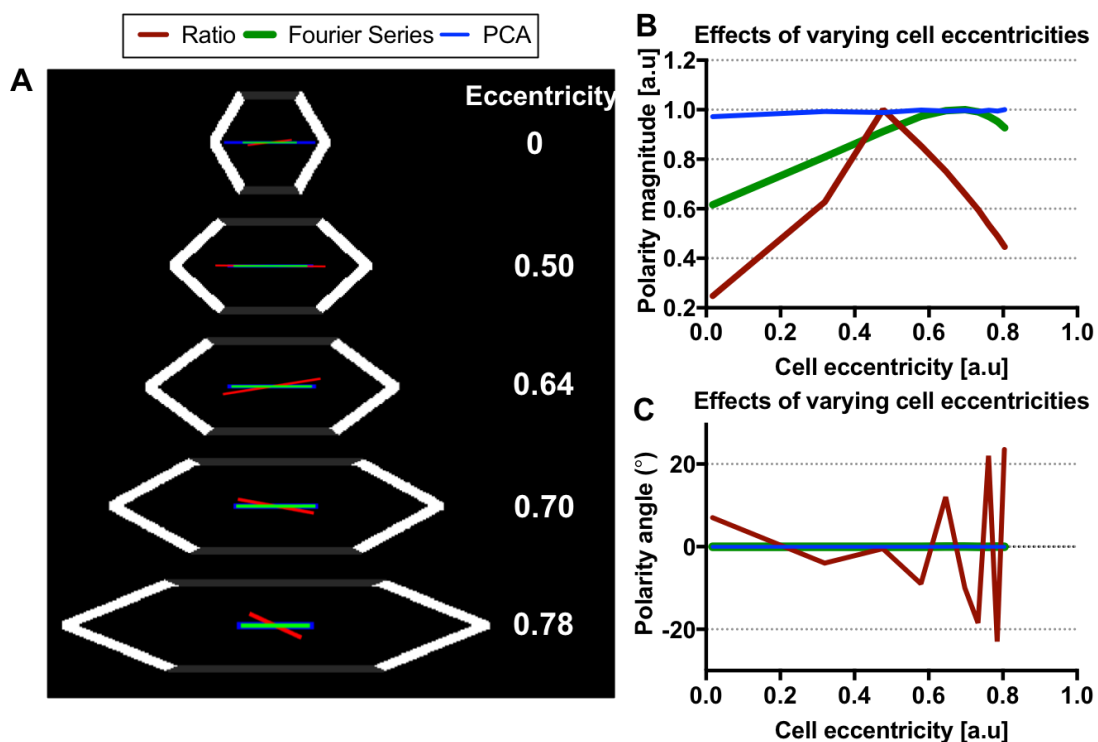 Ratio Fourier Series PCA
A
Eccentricity
0
0.50
0.64
0.70
0.78
B
Effects of varying cell eccentricities
Polarity magnitude [a.u]
1.2
1.0
0.8
0.6
0.4
0.2
0.0 0.2 0.4 0.6 0.8 1.0
Cell eccentricity [a.u]
C
Effects of varying cell eccentricities
Polarity angle (°)
20
0
-20
0.0 0.2 0.4 0.6 0.8 1.0
Cell eccentricity [a.u]